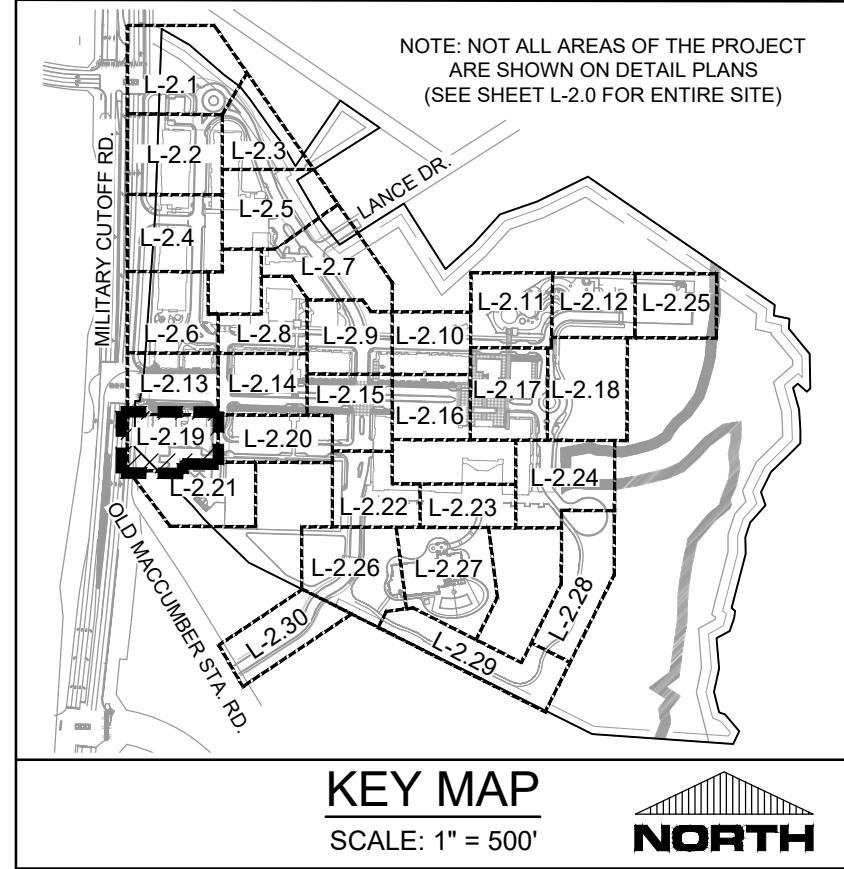 NOTE: NOT ALL AREAS OF THE PROJECT
ARE SHOWN ON DETAIL PLANS
(SEE SHEET L-2.0 FOR ENTIRE SITE)
MILITARY CUTOFF RD.
LANCE DR.
OLD MACCUMBER STA. RD.
L-2.1
L-2.2
L-2.3
L-2.4
L-2.5
L-2.7
L-2.6
L-2.8
L-2.9
L-2.10
L-2.11
L-2.12
L-2.25
L-2.13
L-2.14
L-2.15
L-2.16
L-2.17
L-2.18
L-2.19
L-2.20
L-2.21
L-2.22
L-2.23
L-2.24
L-2.26
L-2.27
L-2.28
L-2.29
L-2.30
KEY MAP
SCALE: 1" = 500'
NORTH